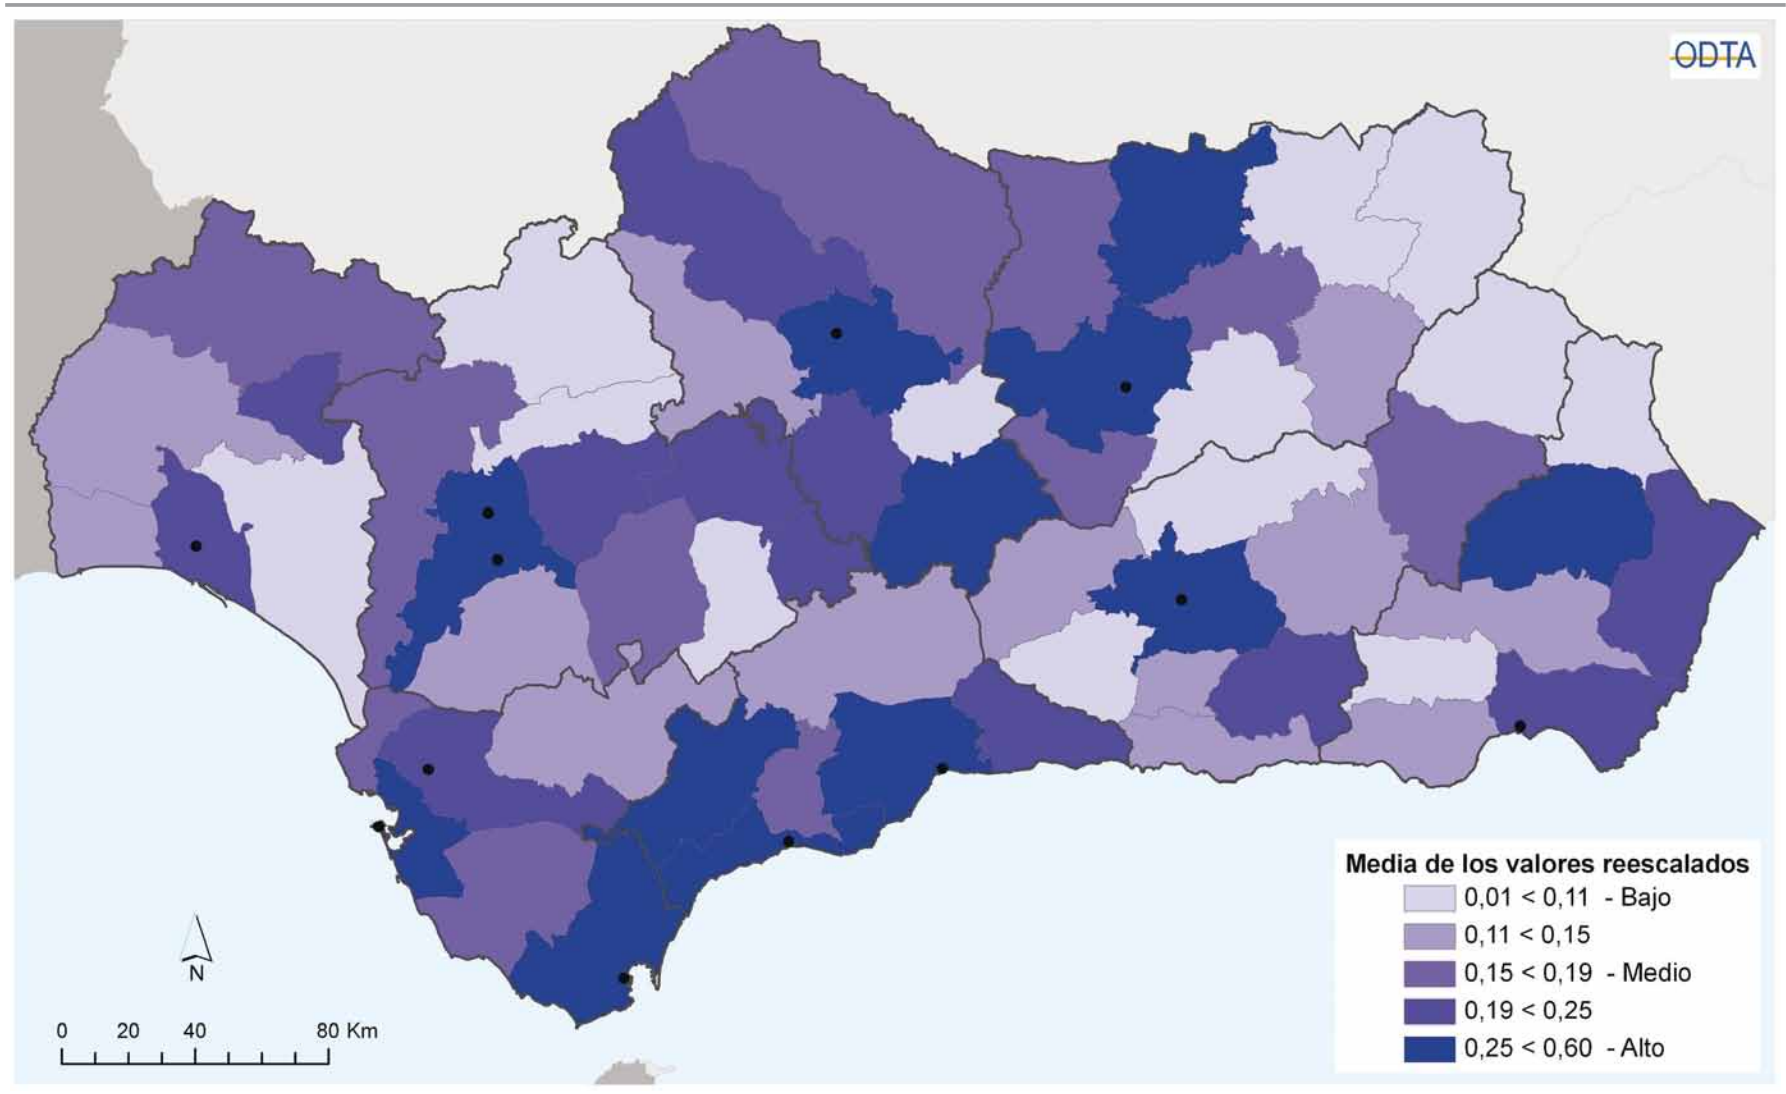 ODTA
Media de los valores reescalados
0,01 < 0,11 - Bajo
0,11 < 0,15
0,15 < 0,19 - Medio
0,19 < 0,25
0,25 < 0,60 - Alto
N
0 20 40 80 Km